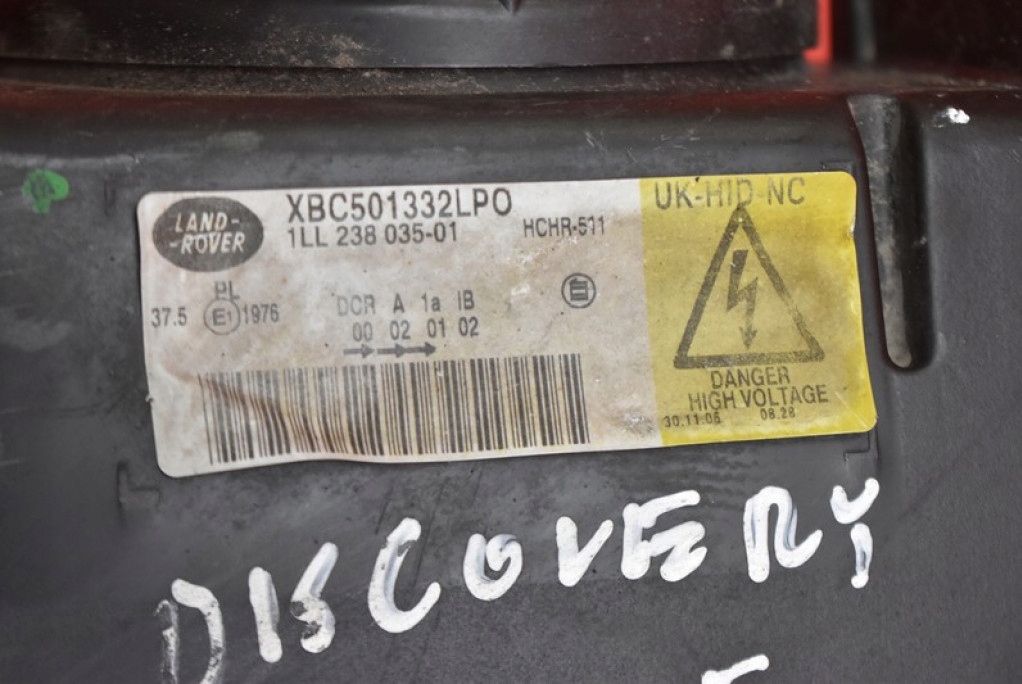 LAND-
-ROVER
XBC501332LPO
1LL 238 035-01
HCHR-511
37.5
PL
E1
1976
DCR A 1a IB
00 02 01 02
UK-HID-NC
DANGER
HIGH VOLTAGE
30.11.06 08.28
DISCOVERY